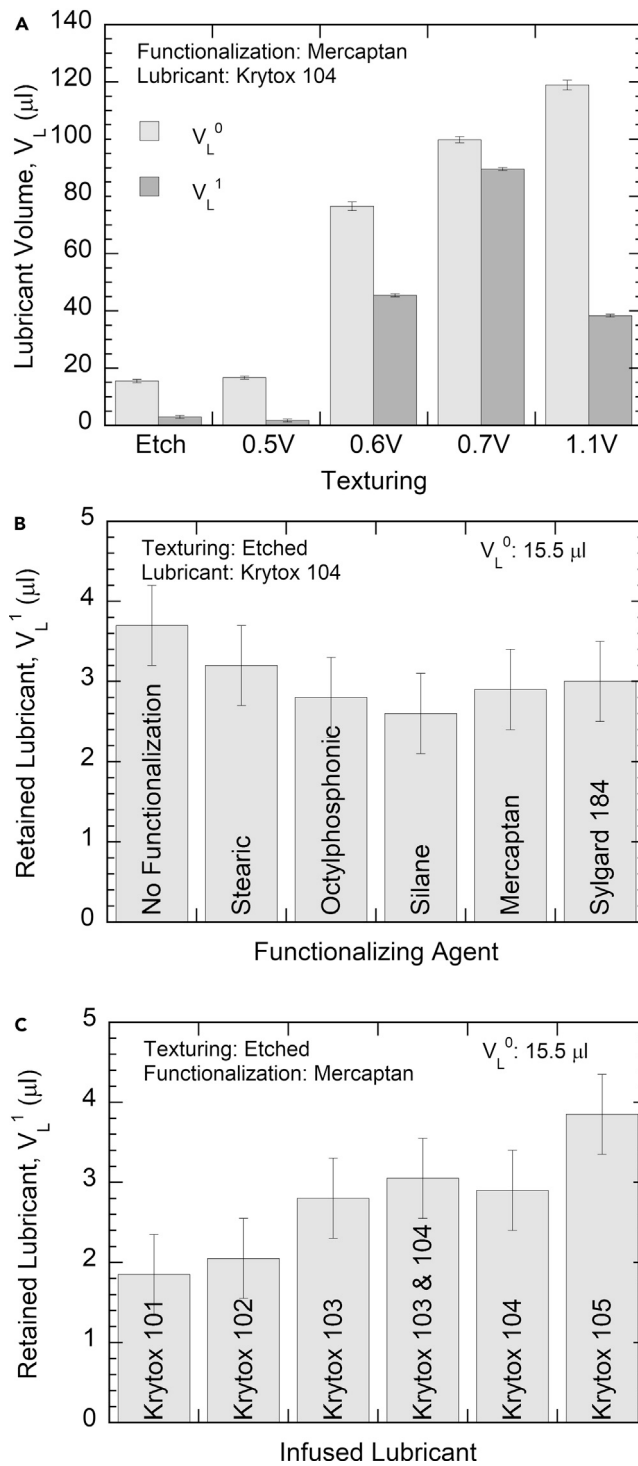 A
Functionalization: Mercaptan
Lubricant: Krytox 104
V_L^0
V_L^1
Lubricant Volume, V_L (μl)
140
120
100
80
60
40
20
0
Etch 0.5V 0.6V 0.7V 1.1V
Texturing
B
Texturing: Etched
Lubricant: Krytox 104
V_L^0: 15.5 μl
Retained Lubricant, V_L^1 (μl)
5
4
3
2
1
0
No Functionalization
Stearic
Octylphosphonic
Silane
Mercaptan
Sylgard 184
Functionalizing Agent
C
Texturing: Etched
Functionalization: Mercaptan
V_L^0: 15.5 μl
Retained Lubricant, V_L^1 (μl)
5
4
3
2
1
0
Krytox 101
Krytox 102
Krytox 103
Krytox 103 & 104
Krytox 104
Krytox 105
Infused Lubricant